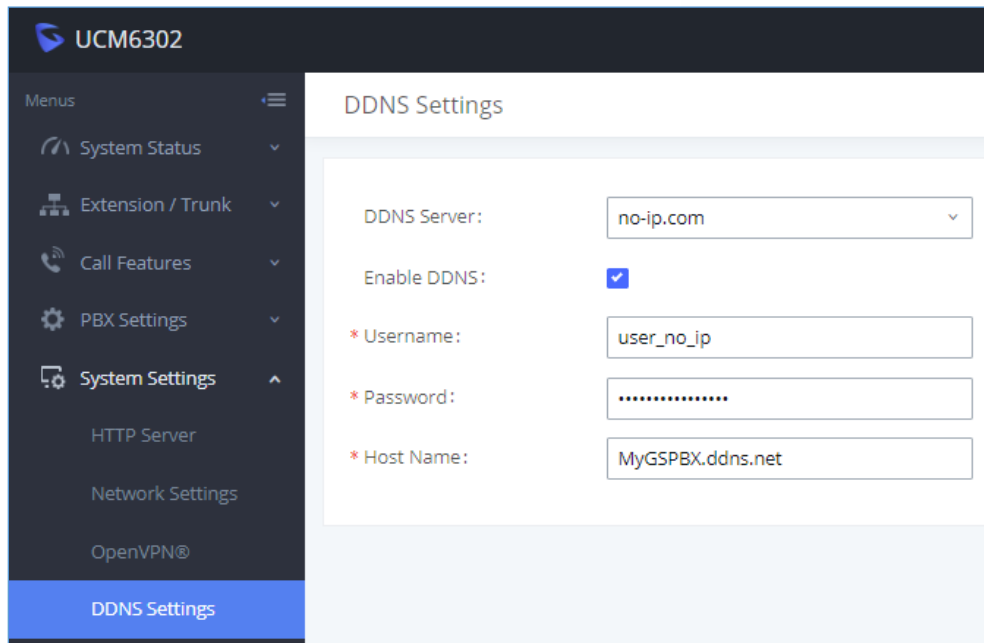 UCM6302
Menus
System Status
Extension / Trunk
Call Features
PBX Settings
System Settings
HTTP Server
Network Settings
OpenVPN®
DDNS Settings
DDNS Settings
DDNS Server:
no-ip.com
Enable DDNS:
* Username:
user_no_ip
* Password:
••••••••••••••••
* Host Name:
MyGSPBX.ddns.net